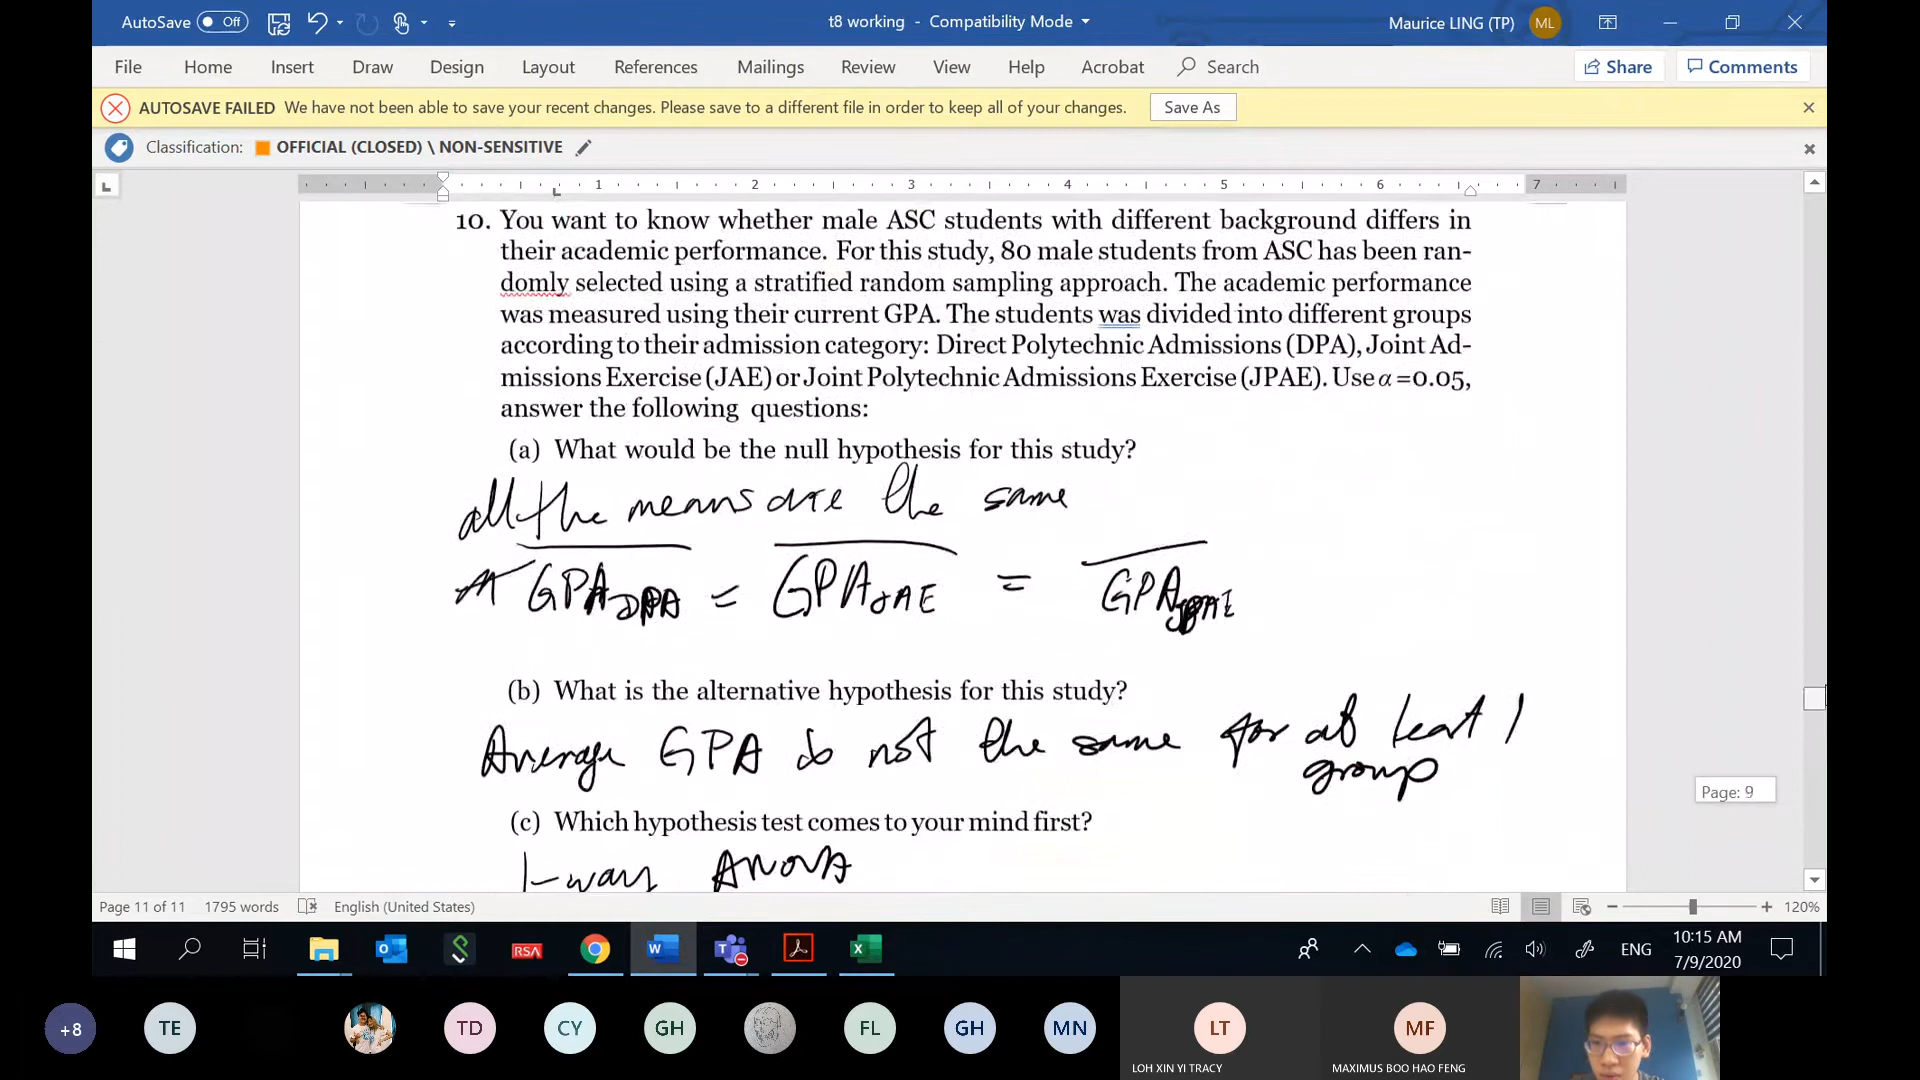 AutoSave Off
t8 working - Compatibility Mode
Maurice LING (TP) ML
File Home Insert Draw Design Layout References Mailings Review View Help Acrobat Search Share Comments
AUTOSAVE FAILED We have not been able to save your recent changes. Please save to a different file in order to keep all of your changes. Save As
Classification: OFFICIAL (CLOSED) \ NON-SENSITIVE
1 2 3 4 5 6 7
10. You want to know whether male ASC students with different background differs in
their academic performance. For this study, 80 male students from ASC has been ran-
domly selected using a stratified random sampling approach. The academic performance
was measured using their current GPA. The students was divided into different groups
according to their admission category: Direct Polytechnic Admissions (DPA), Joint Ad-
missions Exercise (JAE) or Joint Polytechnic Admissions Exercise (JPAE). Use α =0.05,
answer the following questions:
(a) What would be the null hypothesis for this study?
all the means are the same
GPA DPA = GPA JAE = GPA JPAE
(b) What is the alternative hypothesis for this study?
Average GPA is not the same for at least 1
group
Page: 9
(c) Which hypothesis test comes to your mind first?
1-way ANOVA
Page 11 of 11 1795 words English (United States) 120%
RSA
ENG
10:15 AM
7/9/2020
+8 TE TD CY GH FL GH MN LT MF
LOH XIN YI TRACY
MAXIMUS BOO HAO FENG